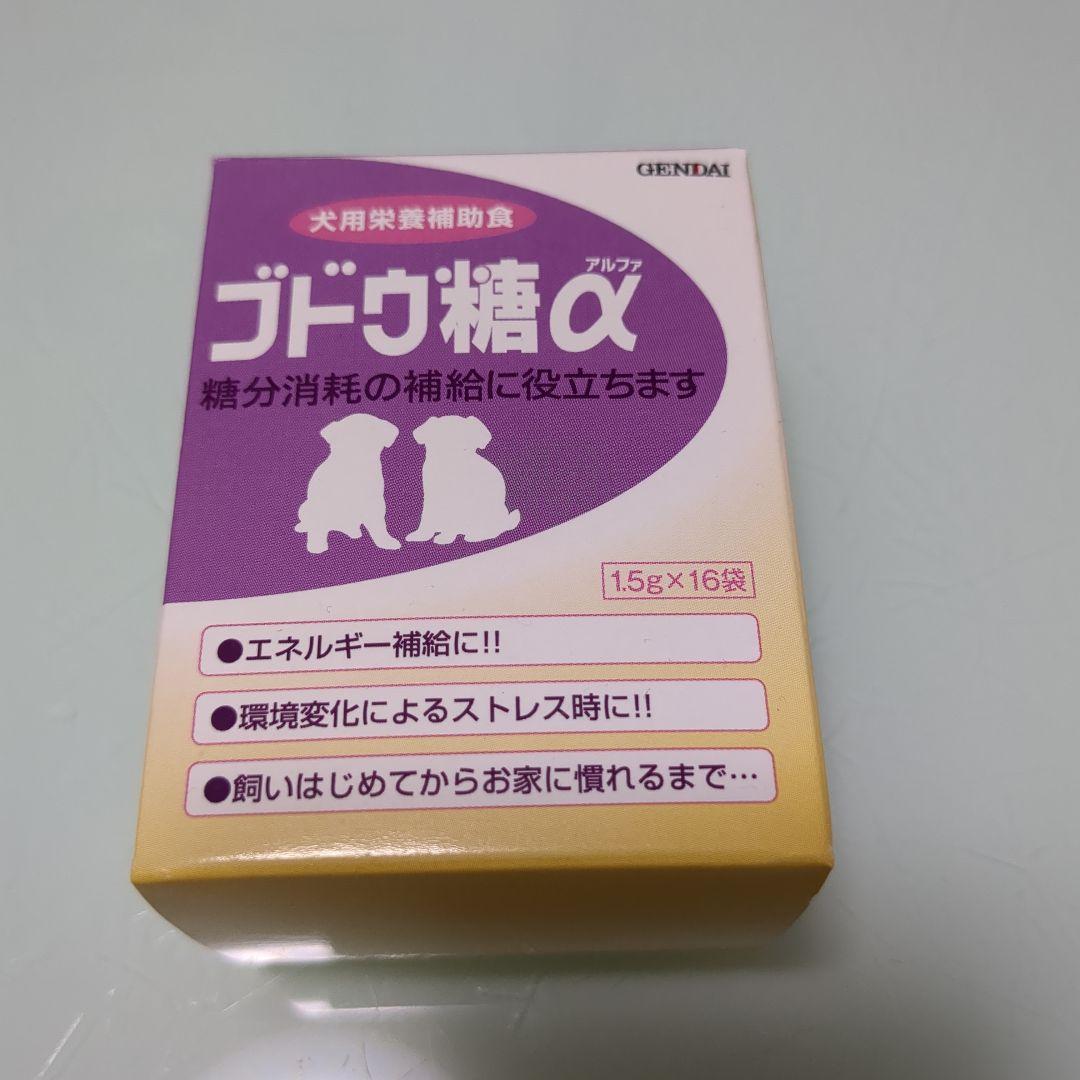 GENDAI
犬用栄養補助食
アルファ
ブドウ糖α
糖分消耗の補給に役立ちます
1.5g×16袋
●エネルギー補給に!!
●環境変化によるストレス時に!!
●飼いはじめてからお家に慣れるまで…